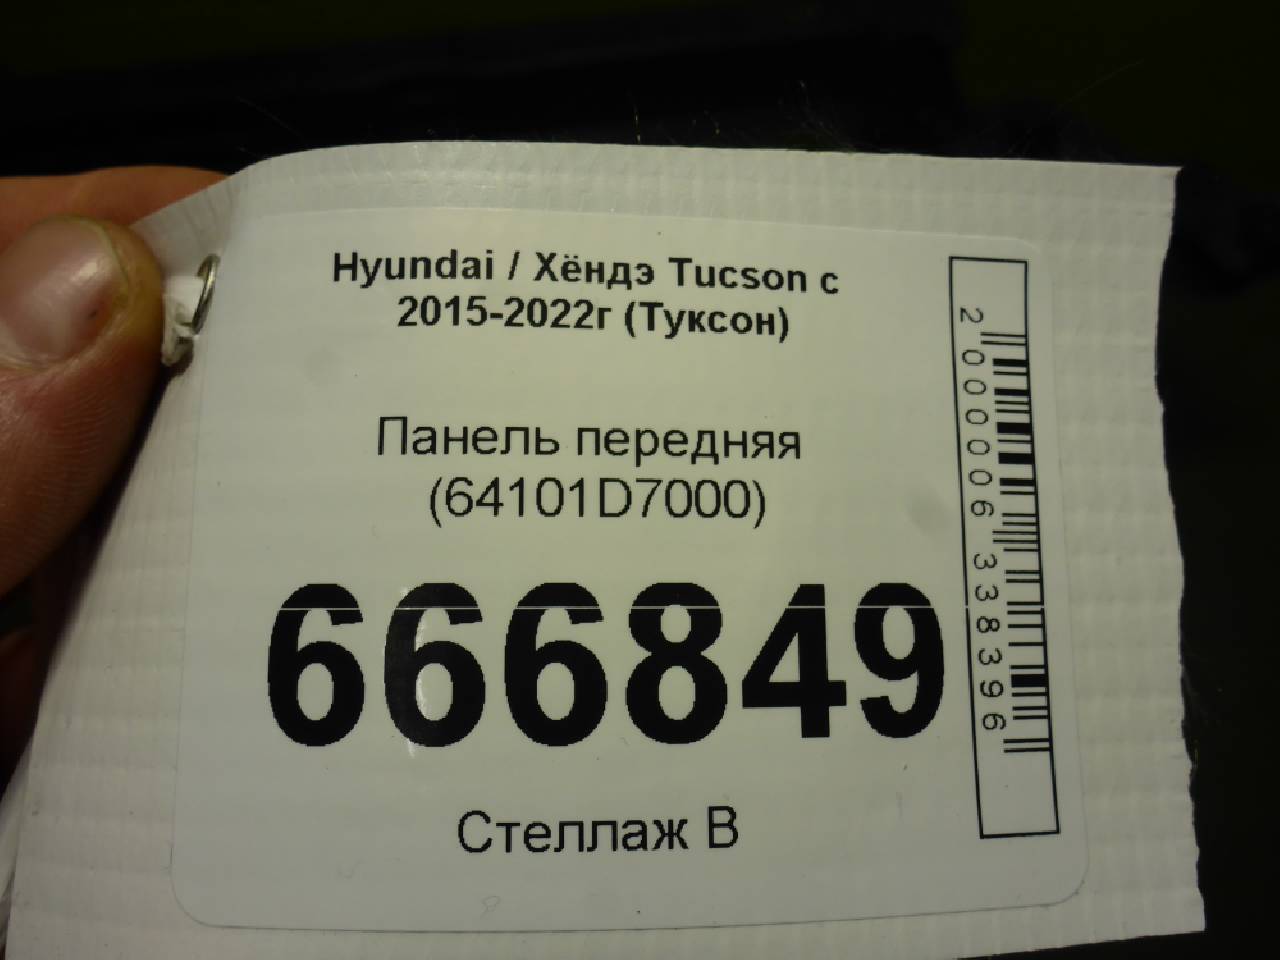 Hyundai / Хёндэ Tucson с
2015-2022г (Туксон)
Панель передняя
(64101D7000)
666849
Стеллаж В
2000006338396